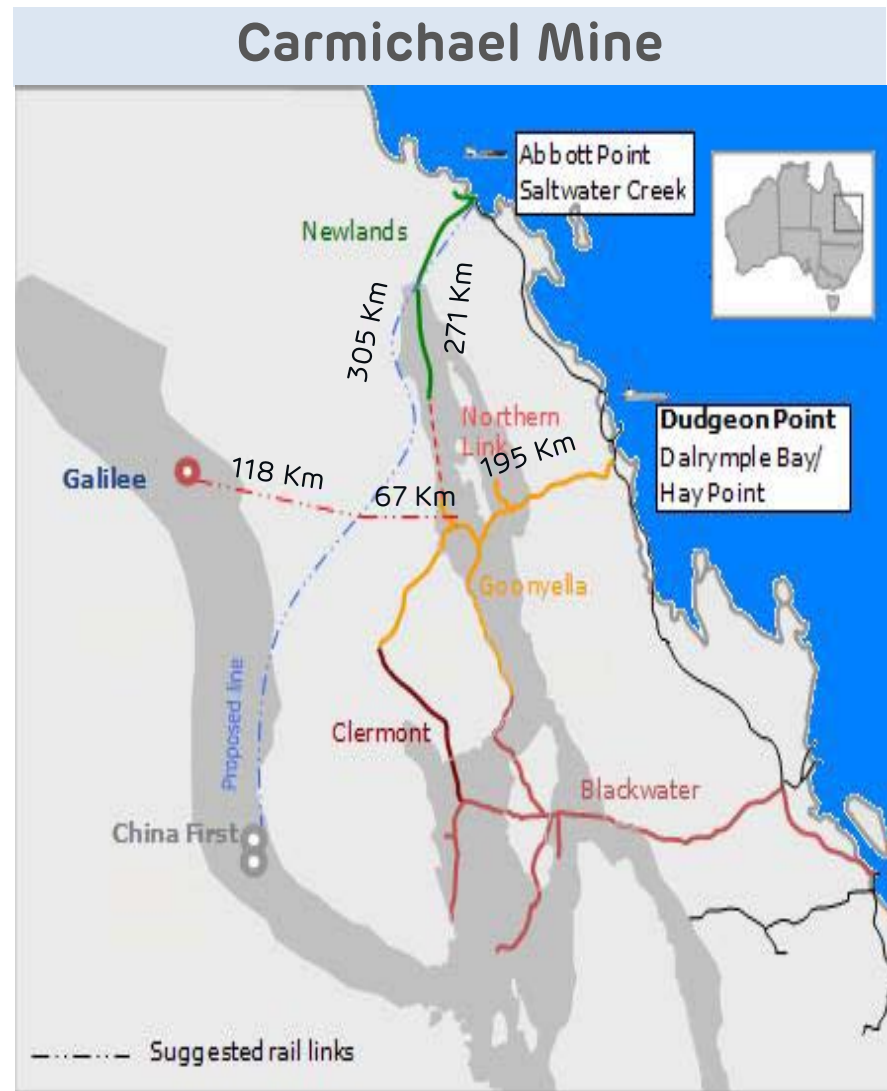 Carmichael Mine
Abbott Point
Saltwater Creek
Newlands
305 Km
271 Km
Northern
Link
195 Km
Dudgeon Point
Dalrymple Bay/
Hay Point
Galilee
118 Km
67 Km
Goonyella
Proposed line
Clermont
Blackwater
China First
Suggested rail links